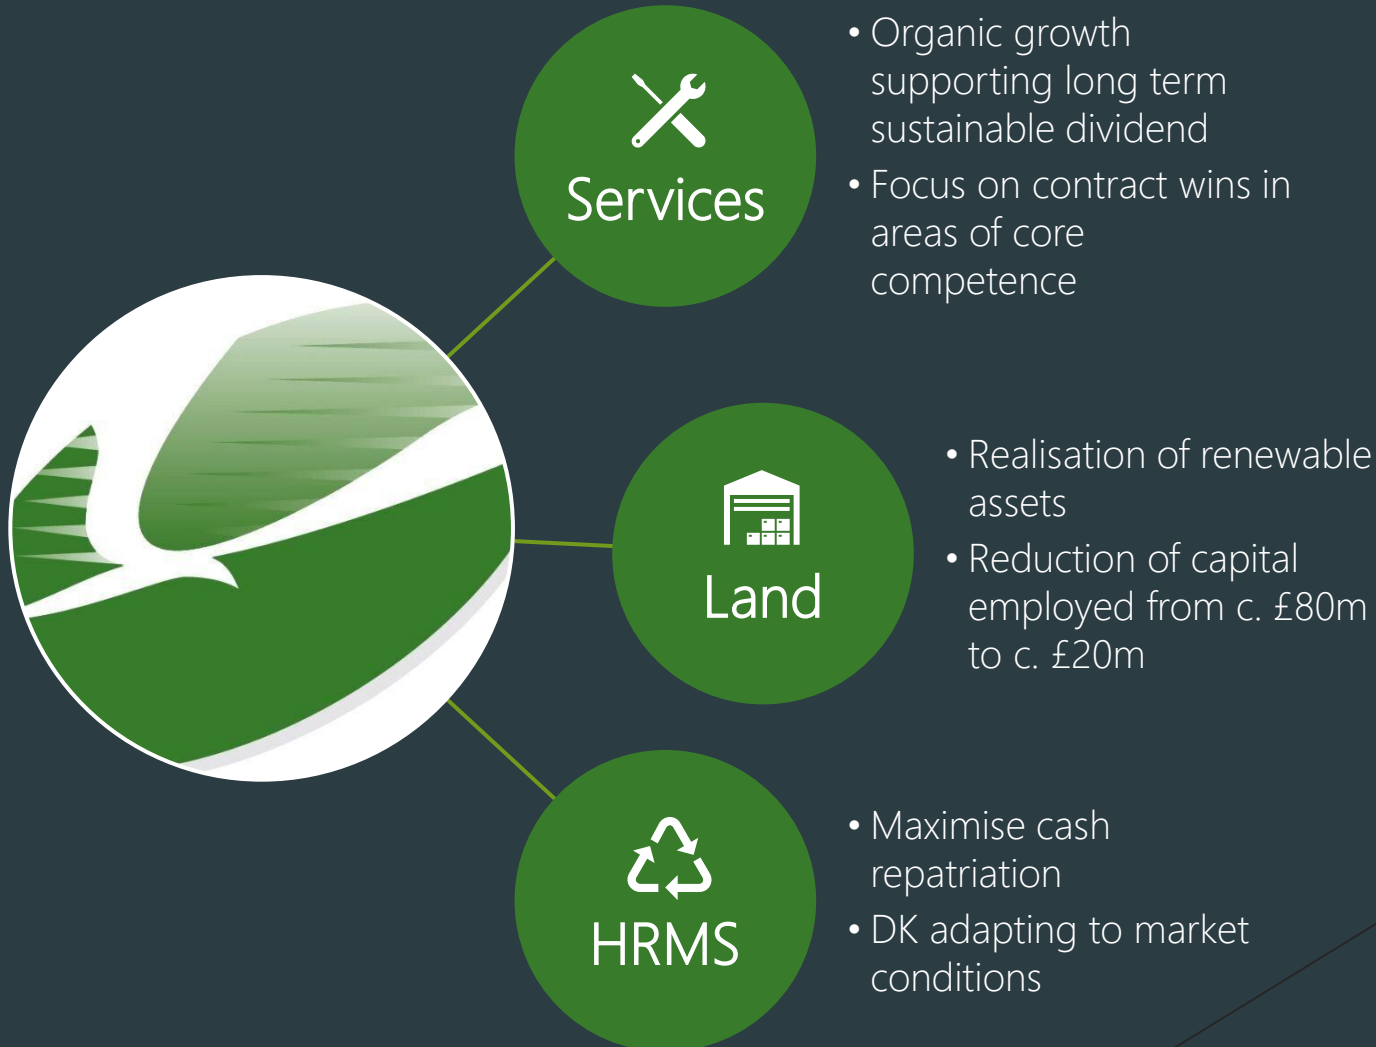 Services
• Organic growth
supporting long term
sustainable dividend
• Focus on contract wins in
areas of core
competence
Land
• Realisation of renewable
assets
• Reduction of capital
employed from c. £80m
to c. £20m
HRMS
• Maximise cash
repatriation
• DK adapting to market
conditions